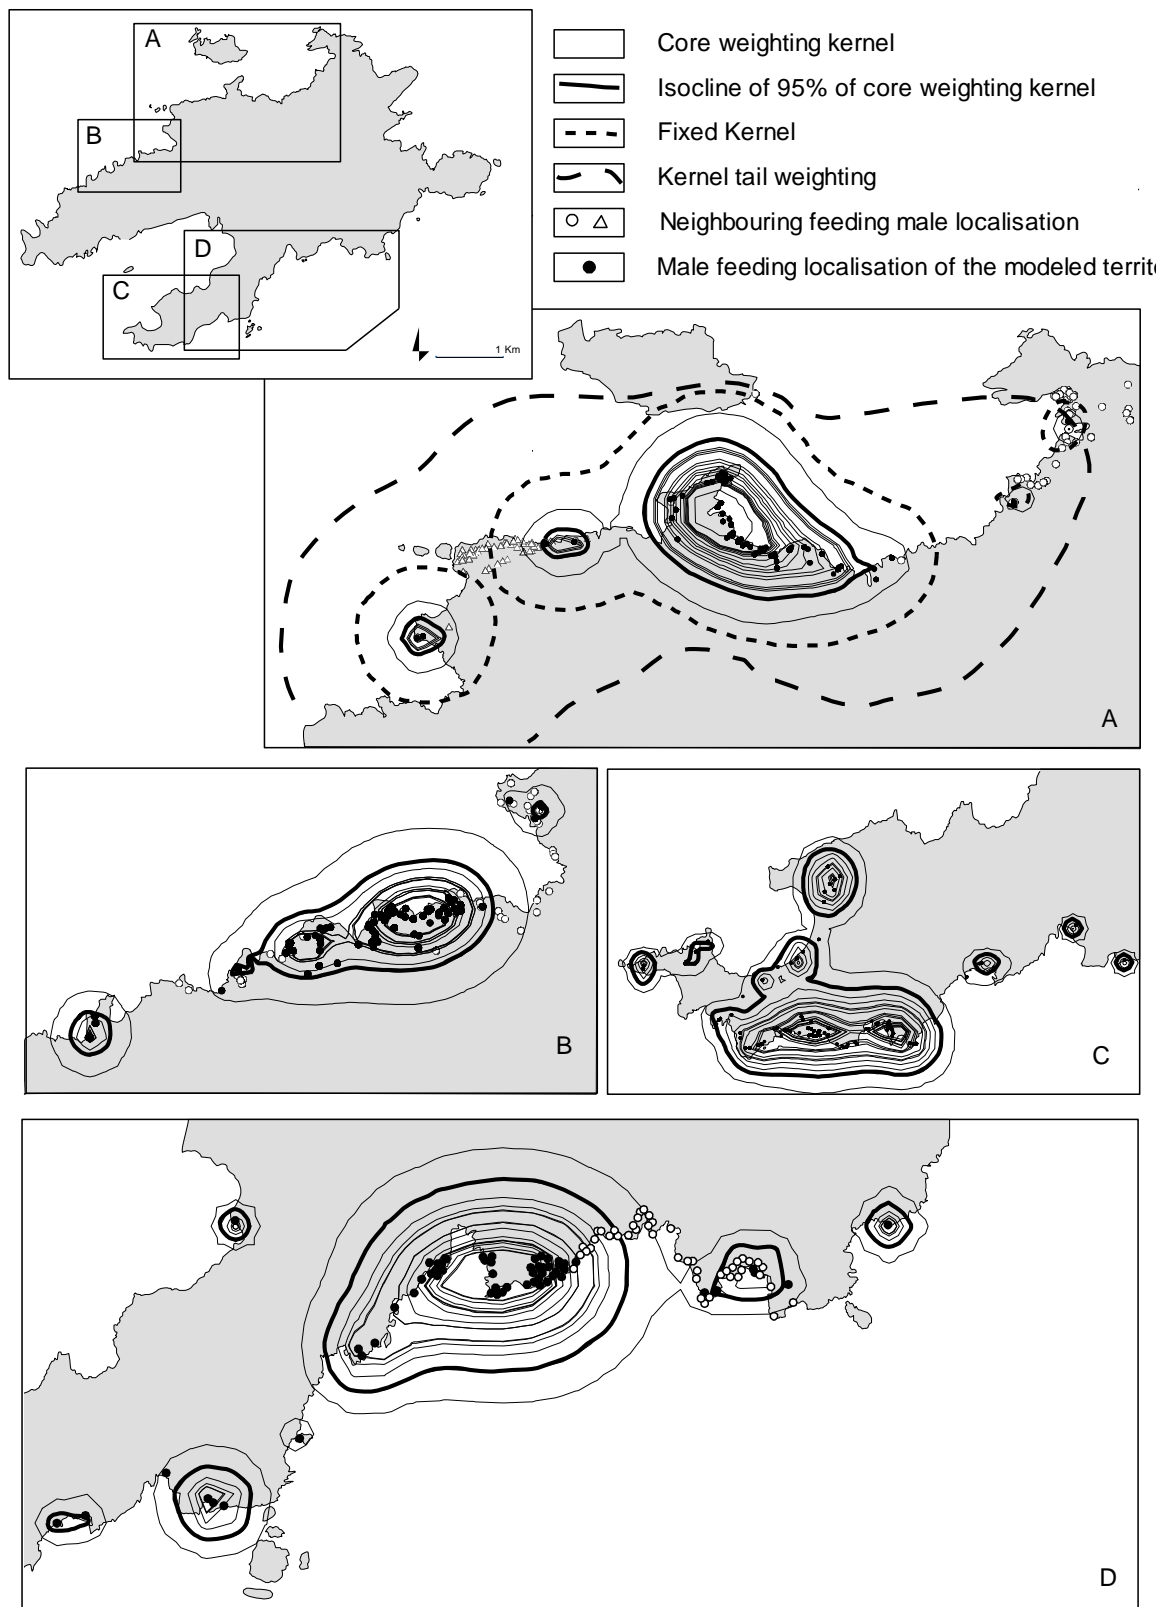 A
B
D
C
1 Km
Core weighting kernel
Isocline of 95% of core weighting kernel
Fixed Kernel
Kernel tail weighting
Neighbouring feeding male localisation
Male feeding localisation of the modeled territo
A
B
C
D